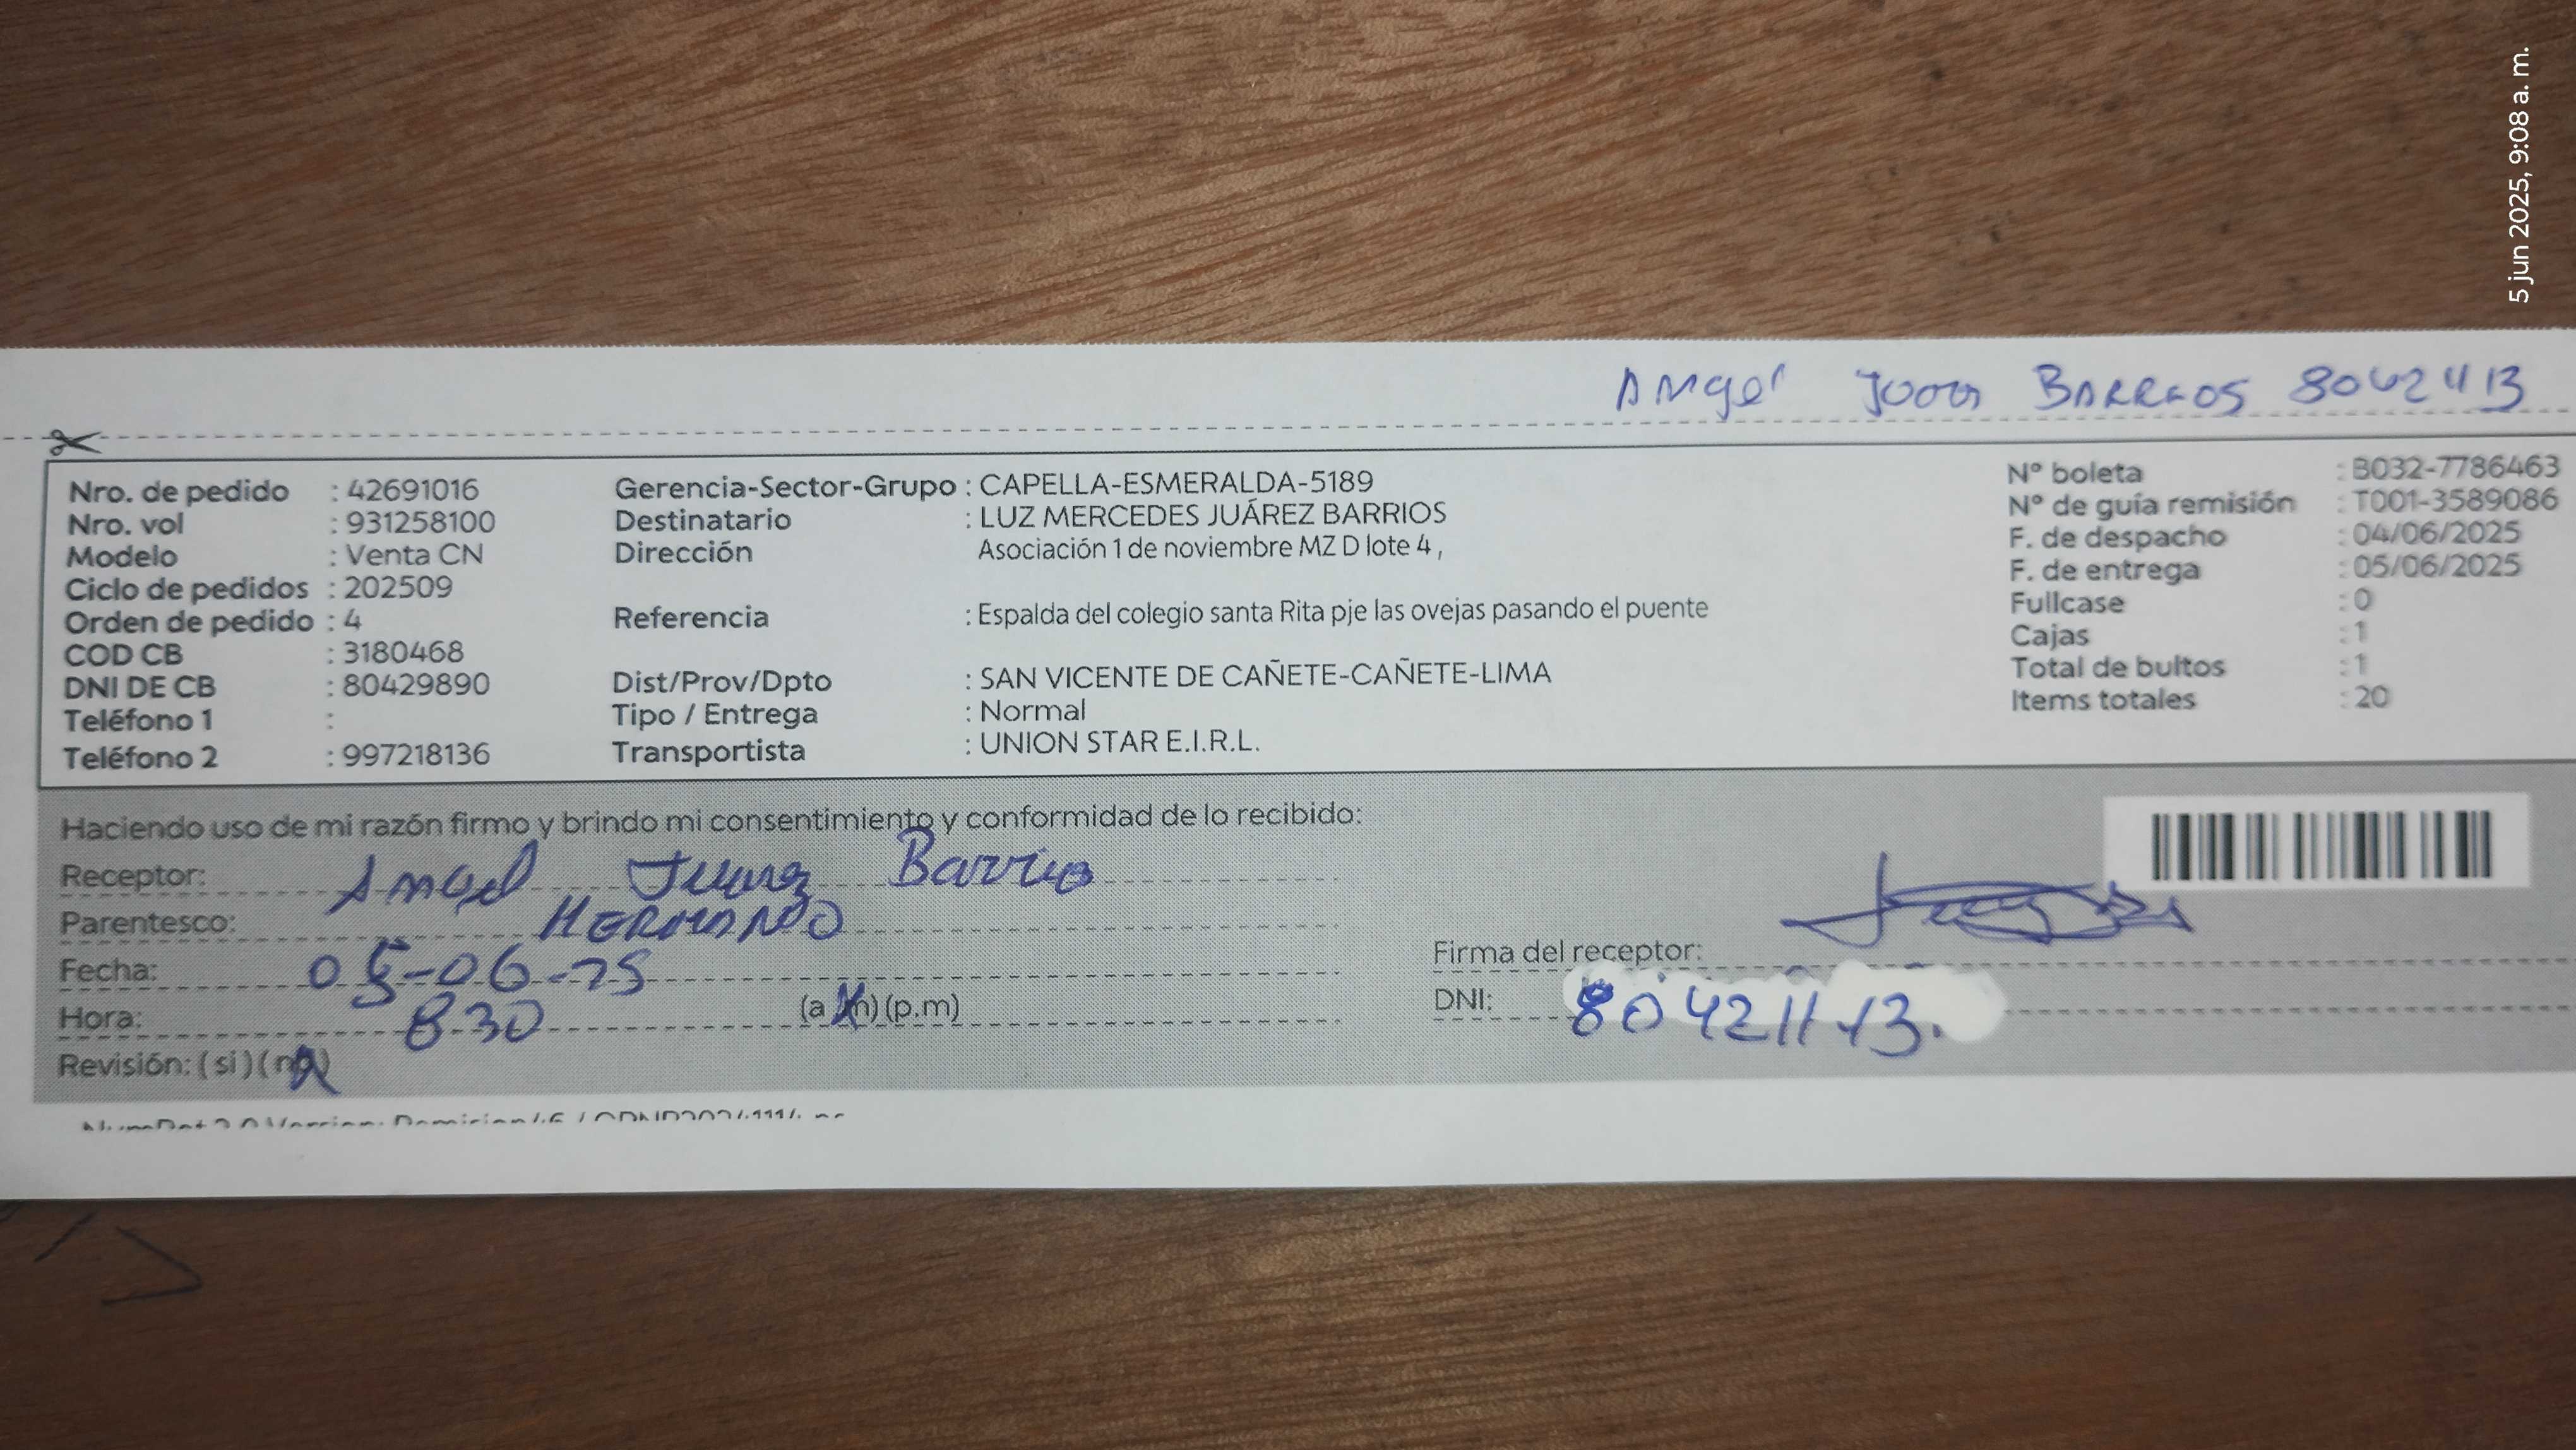 5 jun 2025, 9:08 a. m.
Angel BARRIOS
Nro. de pedido : 42691016
Nro. vol : 931258100
Modelo : Venta CN
Ciclo de pedidos : 202509
Orden de pedido : 4
COD CB : 3180468
DNI DE CB : 80429890
Teléfono 1 :
Teléfono 2 : 997218136
Gerencia-Sector-Grupo : CAPELLA-ESMERALDA-5189
Destinatario : LUZ MERCEDES JUÁREZ BARRIOS
Dirección Asociación 1 de noviembre MZ D lote 4 ,
Referencia : Espalda del colegio santa Rita pje las ovejas pasando el puente
Dist/Prov/Dpto : SAN VICENTE DE CAÑETE-CAÑETE-LIMA
Tipo / Entrega : Normal
Transportista : UNION STAR E.I.R.L.
N° boleta : B032-7786463
N° de guía remisión : T001-3589086
F. de despacho : 04/06/2025
F. de entrega : 05/06/2025
Fullcase : 0
Cajas : 1
Total de bultos : 1
Items totales : 20
Haciendo uso de mi razón firmo y brindo mi consentimiento y conformidad de lo recibido:
Receptor: Angel Juarez Barrios
Parentesco: HERMANO
Fecha: 05-06-25
Hora: 8:30 (a.m) (p.m)
Revisión: (si) (no)
Firma del receptor:
DNI: 80421113.